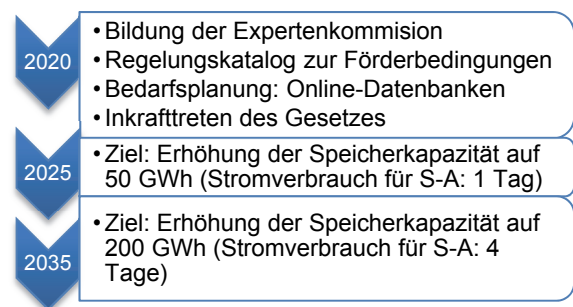 2020
• Bildung der Expertenkommision
• Regelungskatalog zur Förderbedingungen
• Bedarfsplanung: Online-Datenbanken
• Inkrafttreten des Gesetzes
2025
• Ziel: Erhöhung der Speicherkapazität auf
50 GWh (Stromverbrauch für S-A: 1 Tag)
2035
• Ziel: Erhöhung der Speicherkapazität auf
200 GWh (Stromverbrauch für S-A: 4
Tage)